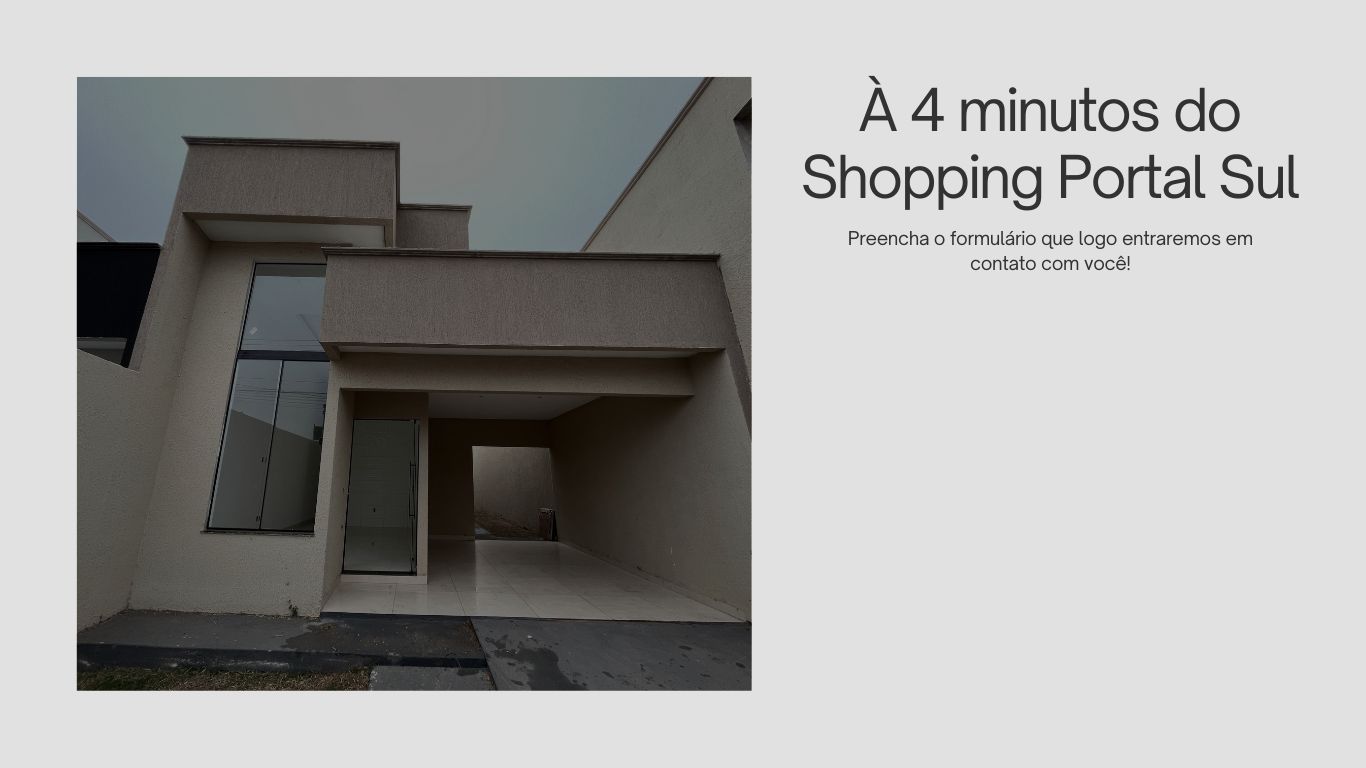 À 4 minutos do
Shopping Portal Sul
Preencha o formulário que logo entraremos em
contato com você!